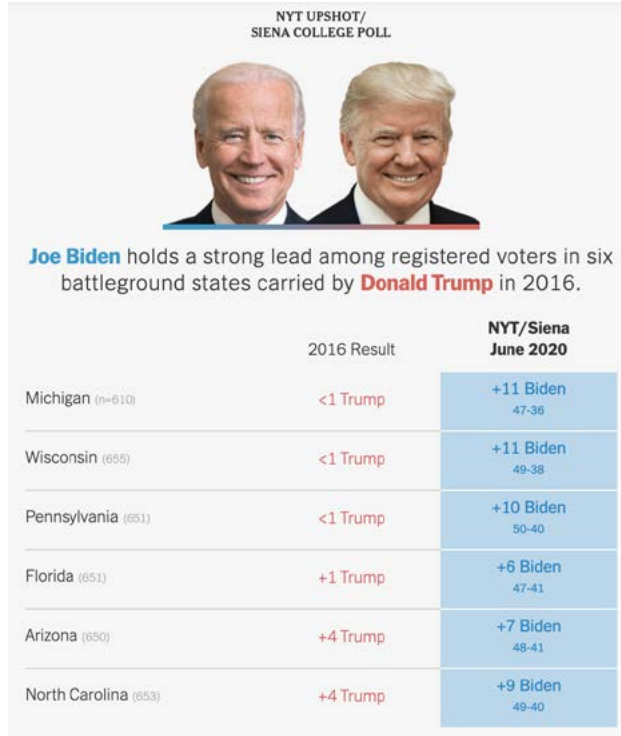 NYT UPSHOT/
SIENA COLLEGE POLL
Joe Biden holds a strong lead among registered voters in six
battleground states carried by Donald Trump in 2016.
2016 Result
NYT/Siena
June 2020
Michigan (n=610)
<1 Trump
+11 Biden
47-36
Wisconsin (655)
<1 Trump
+11 Biden
49-38
Pennsylvania (651)
<1 Trump
+10 Biden
50-40
Florida (651)
+1 Trump
+6 Biden
47-41
Arizona (650)
+4 Trump
+7 Biden
48-41
North Carolina (653)
+4 Trump
+9 Biden
49-40